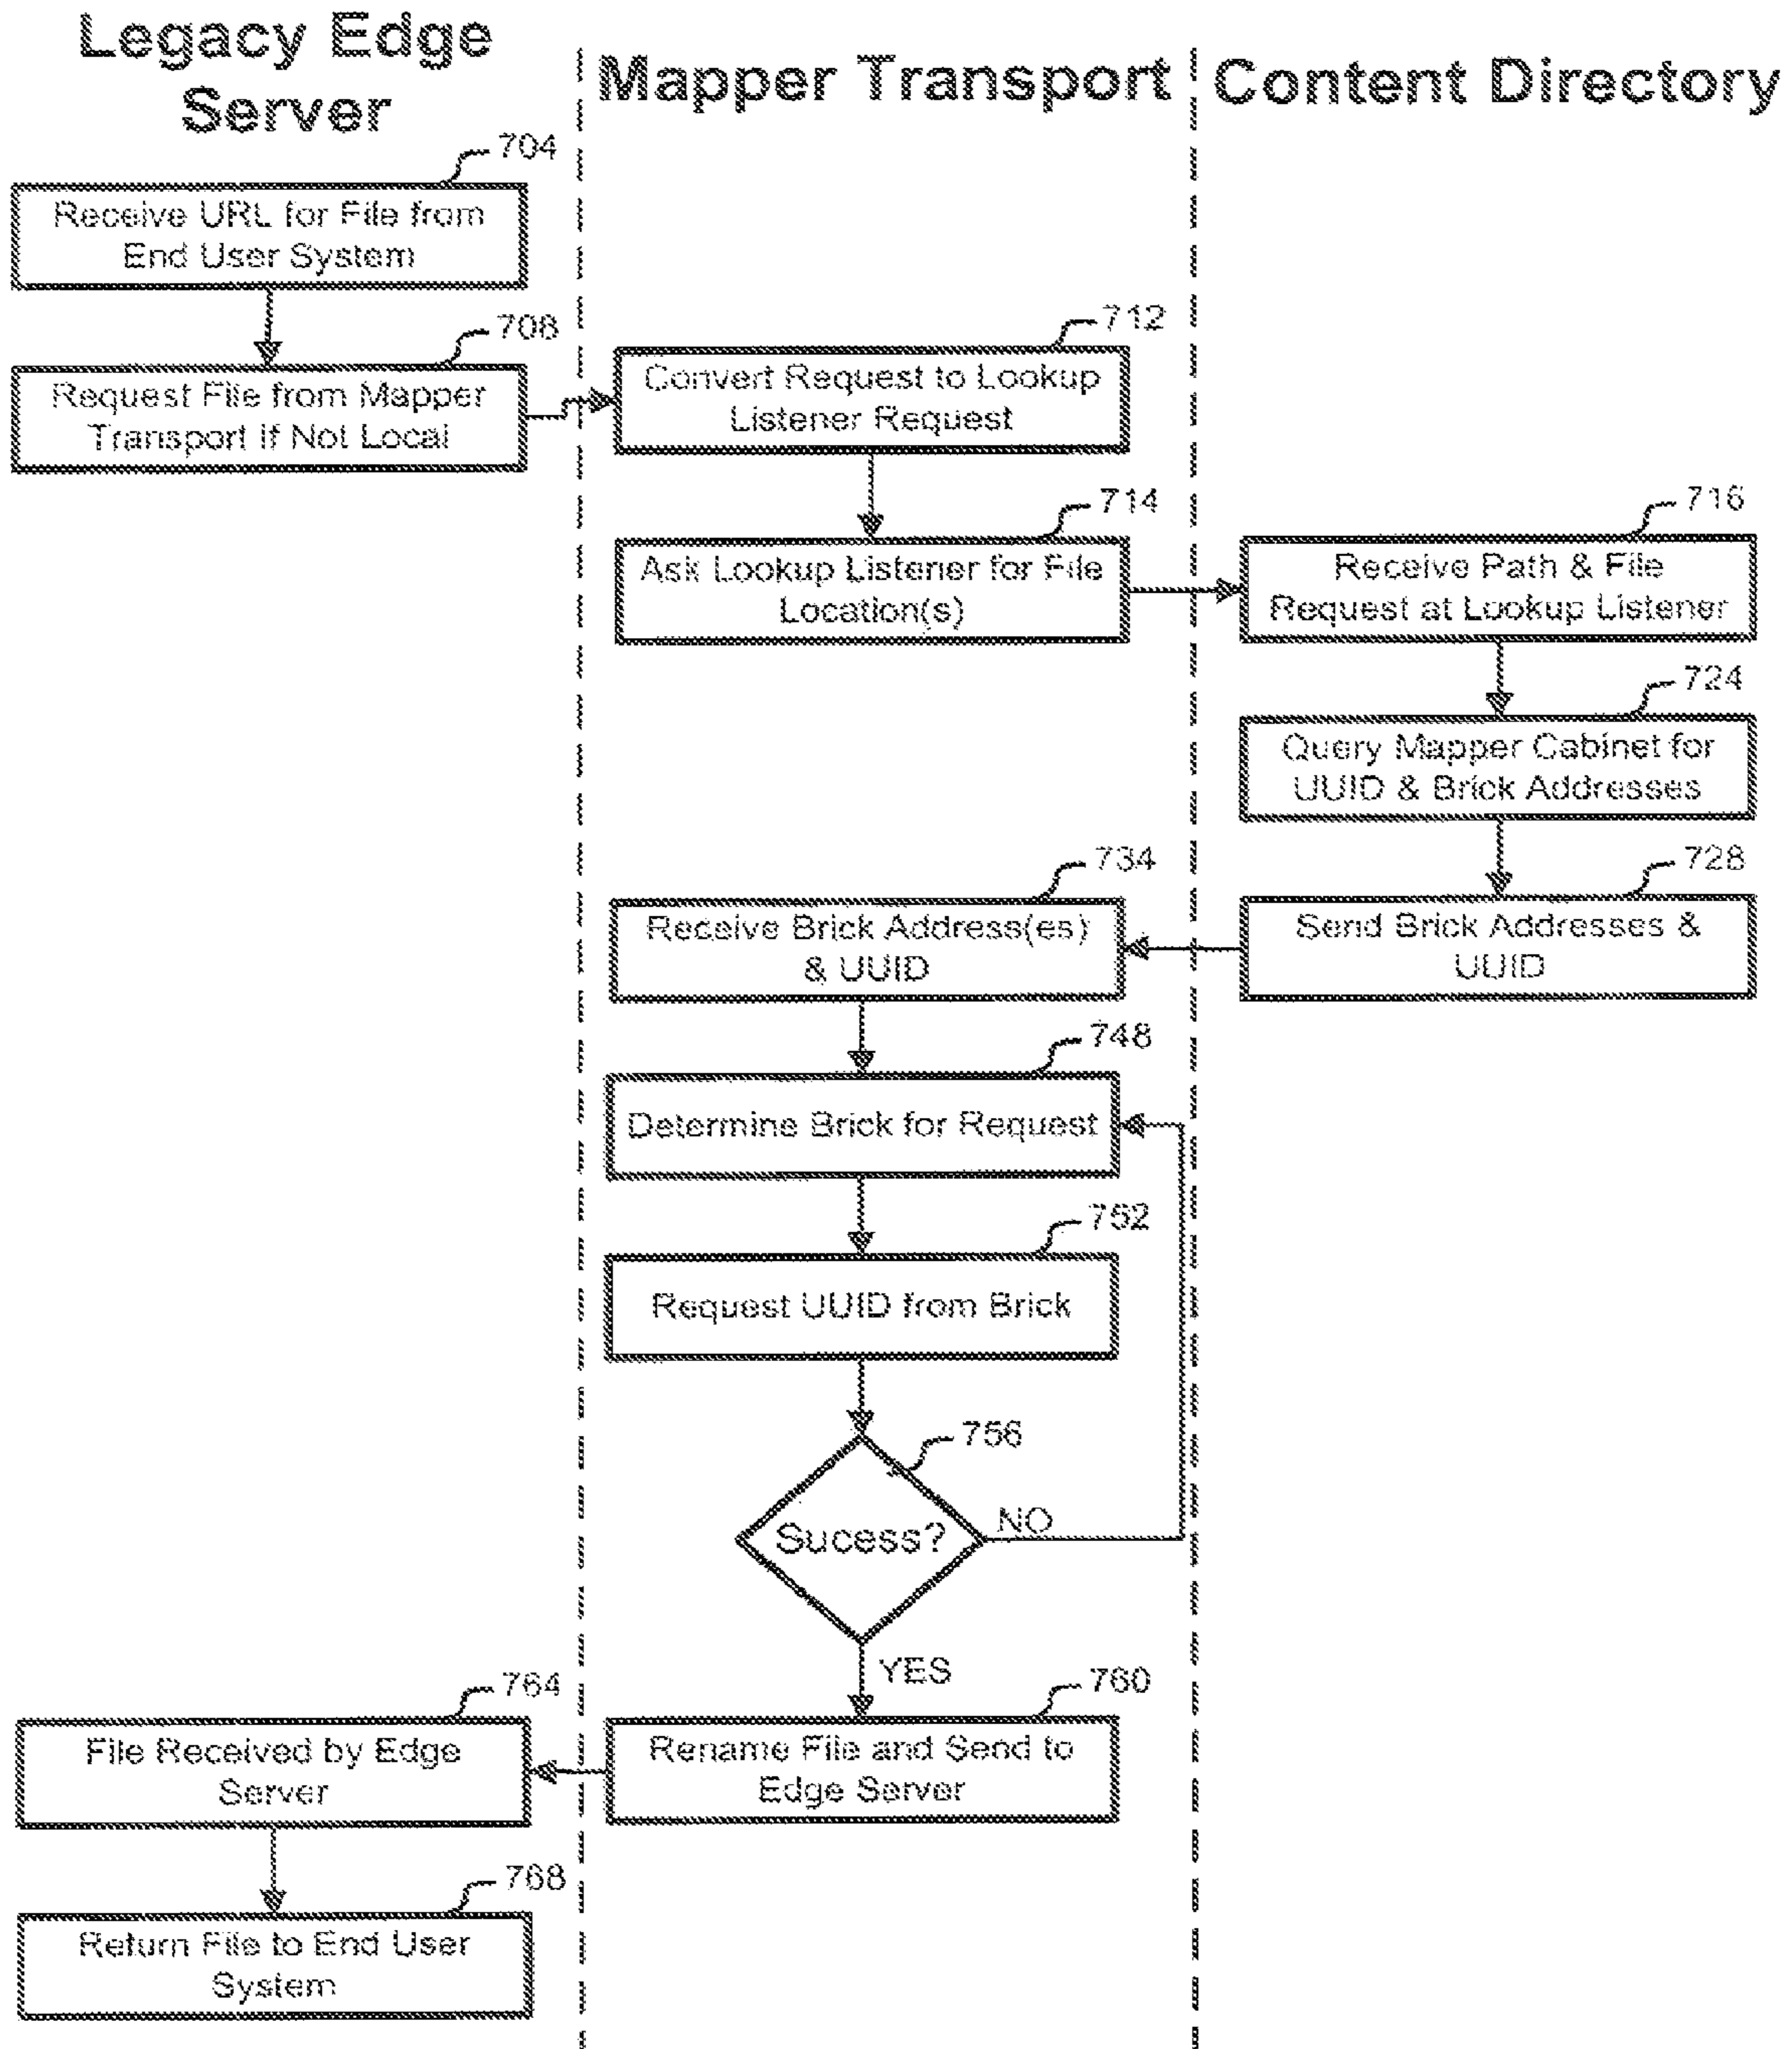 Legacy Edge
Server
Mapper Transport
Content Directory
704
Receive URL for File from
End User System
708
Request File from Mapper
Transport if Not Local
712
Convert Request to Lookup
Listener Request
714
Ask Lookup Listener for File
Location(s)
716
Receive Path & File
Request at Lookup Listener
724
Query Mapper Cabinet for
UUID & Brick Addresses
728
Send Brick Addresses &
UUID
734
Receive Brick Address(es)
& UUID
748
Determine Brick for Request
752
Request UUID from Brick
756
Sucess?
NO
YES
760
Rename File and Send to
Edge Server
764
File Received by Edge
Server
768
Return File to End User
System